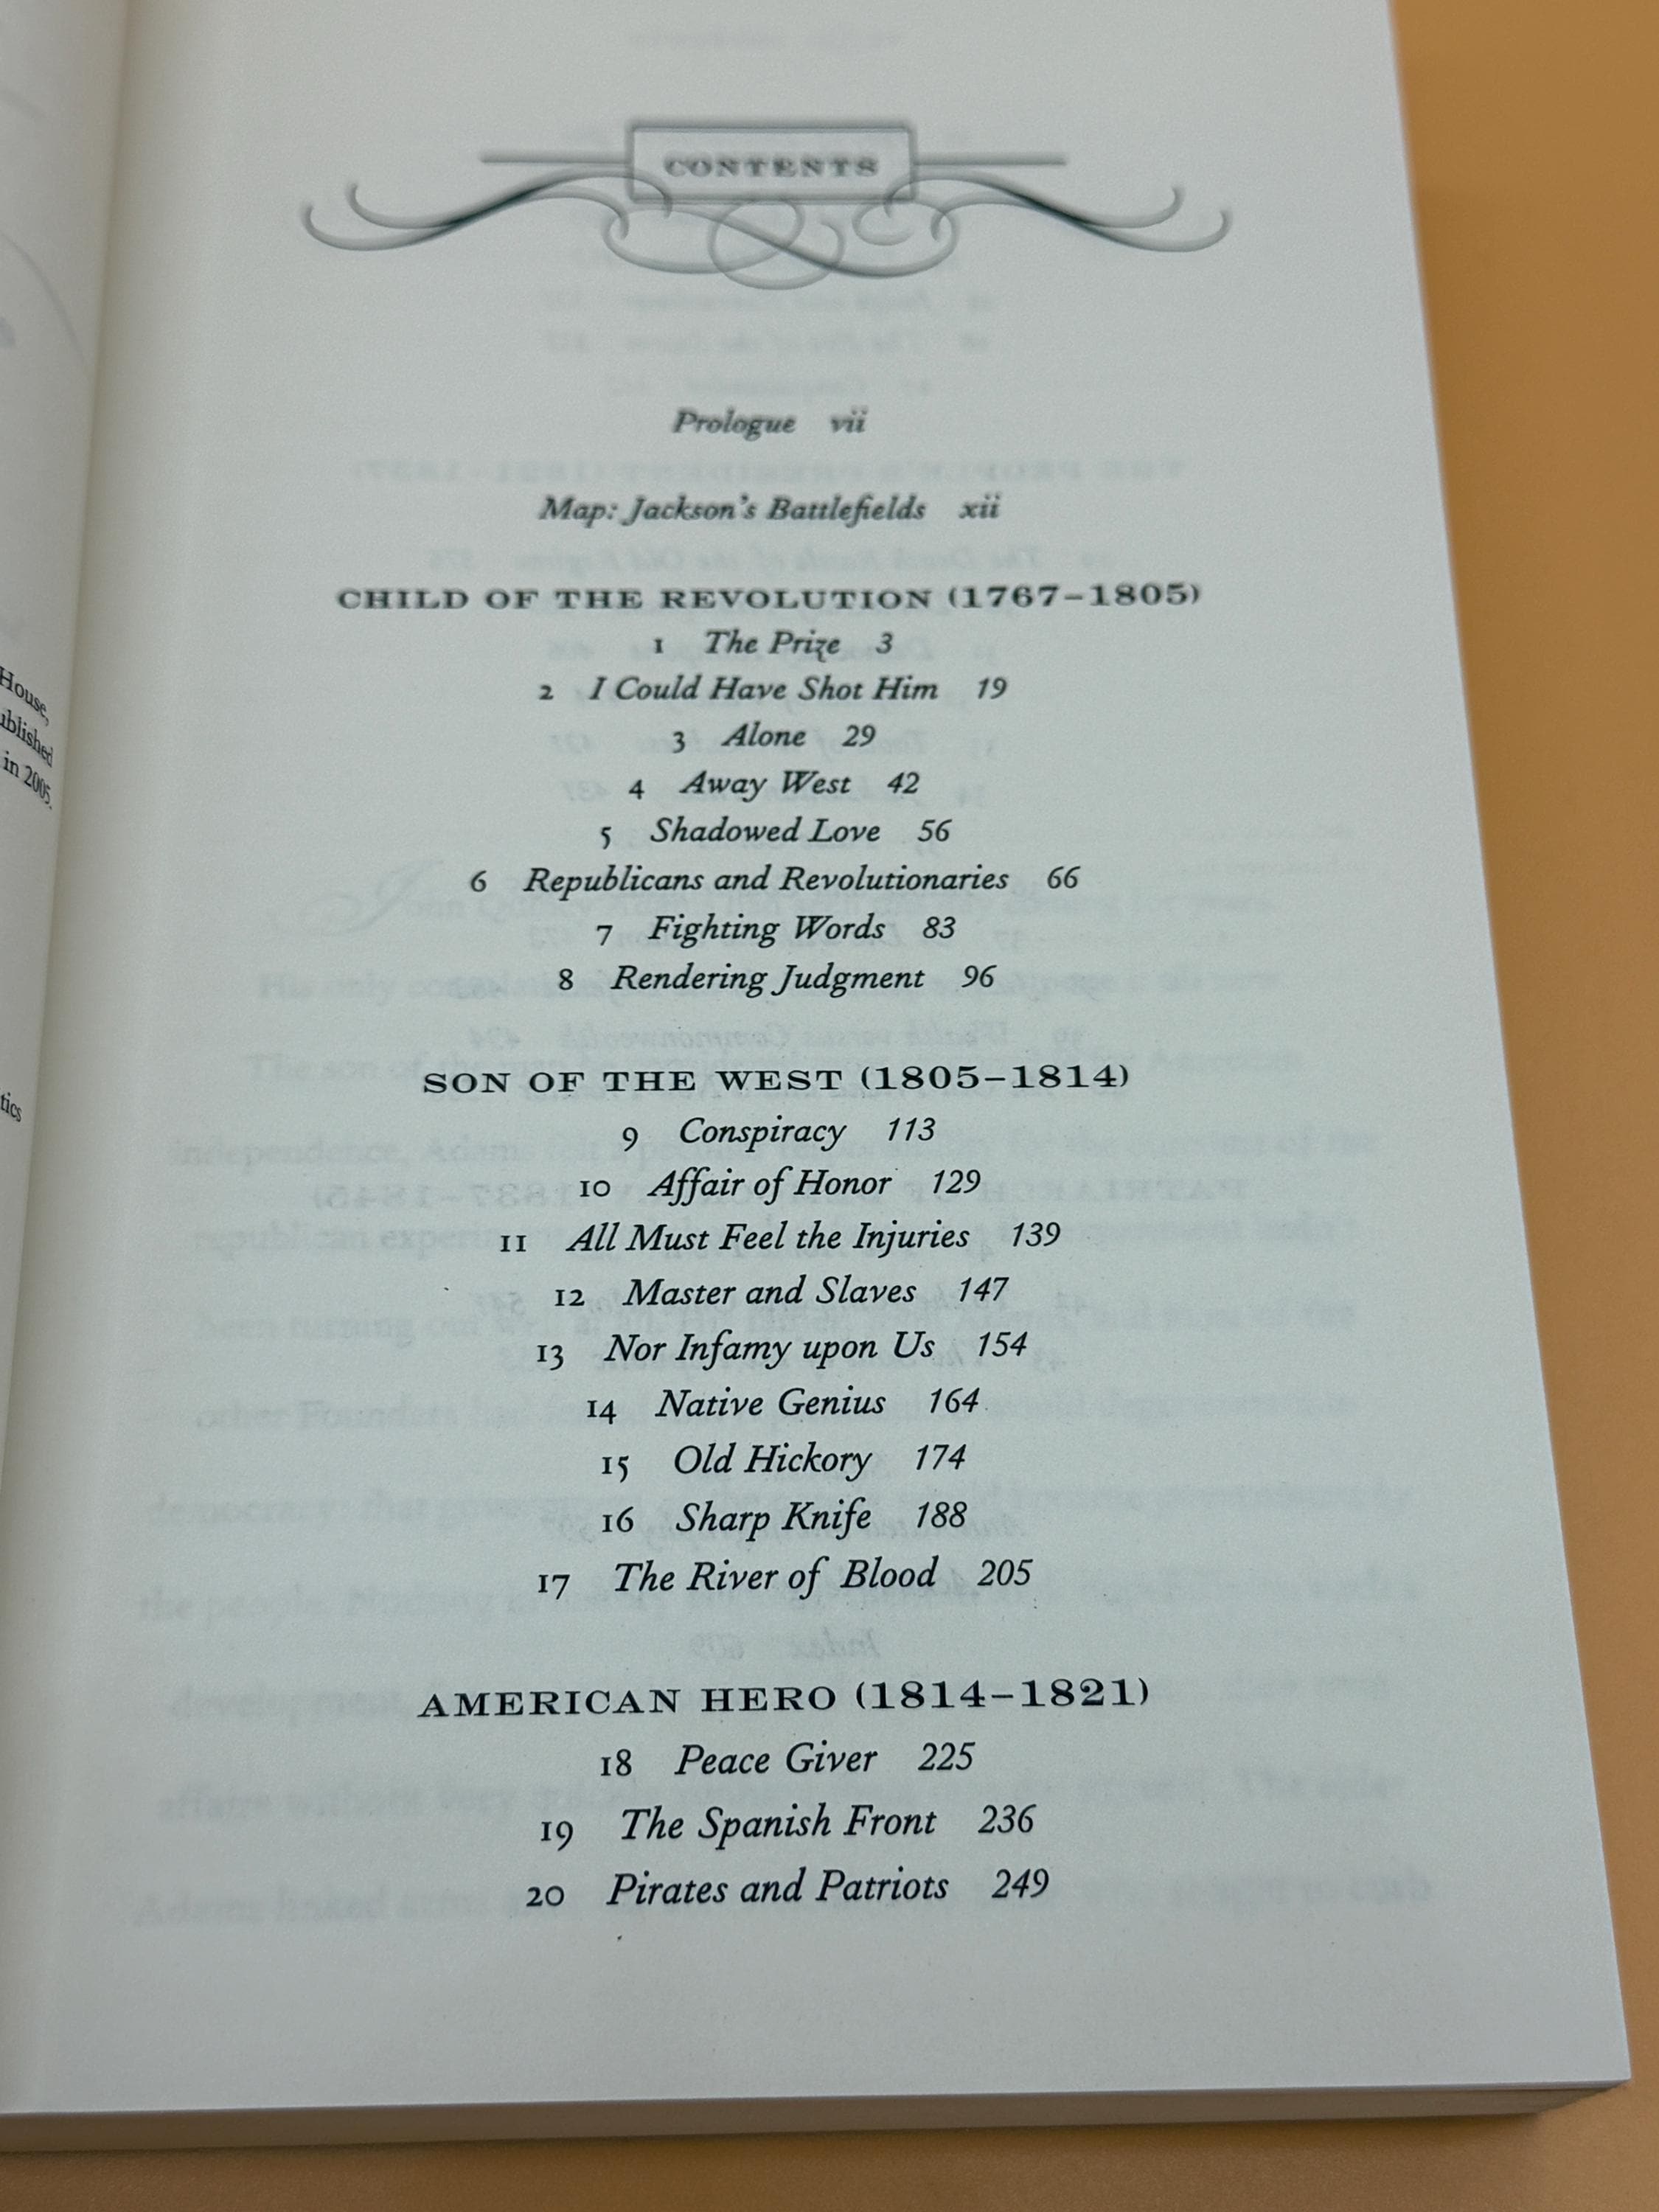 House,
ublished
in 2005.
tics
CONTENTS
Prologue vii
Map: Jackson's Battlefields xii
CHILD OF THE REVOLUTION (1767–1805)
1 The Prize 3
2 I Could Have Shot Him 19
3 Alone 29
4 Away West 42
5 Shadowed Love 56
6 Republicans and Revolutionaries 66
7 Fighting Words 83
8 Rendering Judgment 96
SON OF THE WEST (1805–1814)
9 Conspiracy 113
10 Affair of Honor 129
11 All Must Feel the Injuries 139
12 Master and Slaves 147
13 Nor Infamy upon Us 154
14 Native Genius 164
15 Old Hickory 174
16 Sharp Knife 188
17 The River of Blood 205
AMERICAN HERO (1814–1821)
18 Peace Giver 225
19 The Spanish Front 236
20 Pirates and Patriots 249